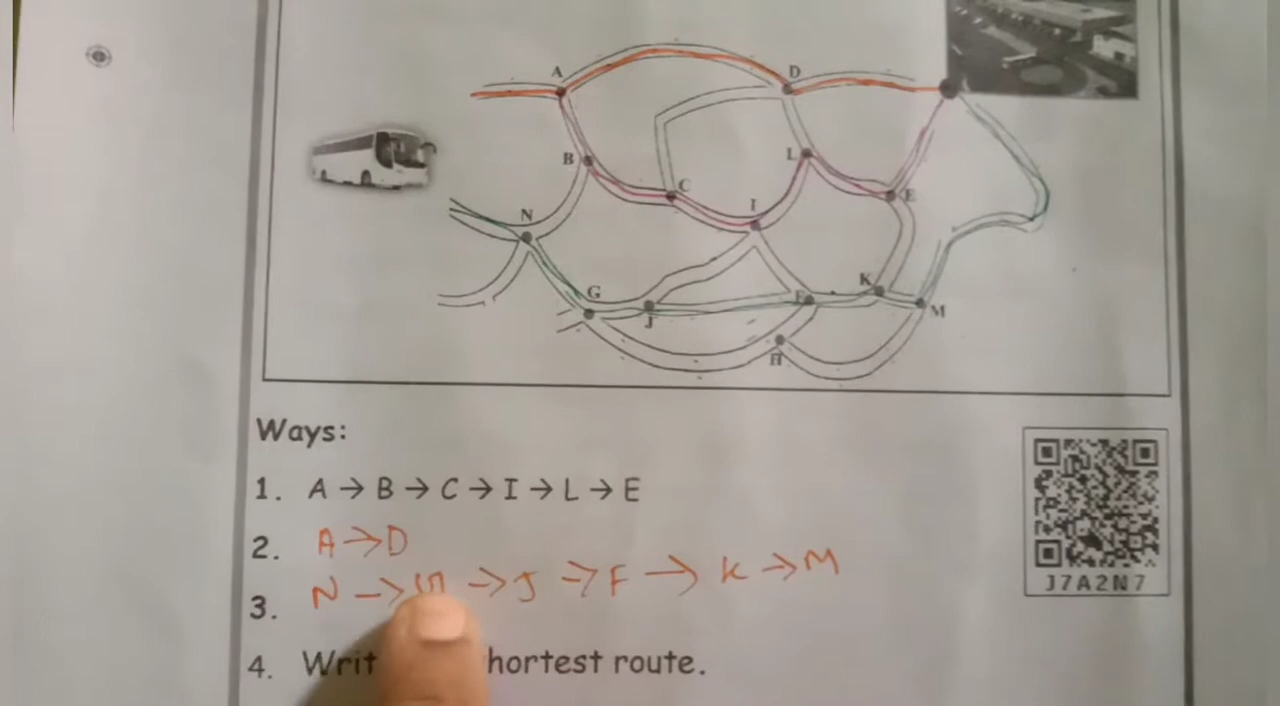 A
D
B
L
C
E
I
N
G
K
F
J
M
H
Ways:
1. A → B → C → I → L → E
2. A → D
3. N → G → J → F → K → M
J7A2N7
4. Writ hortest route.